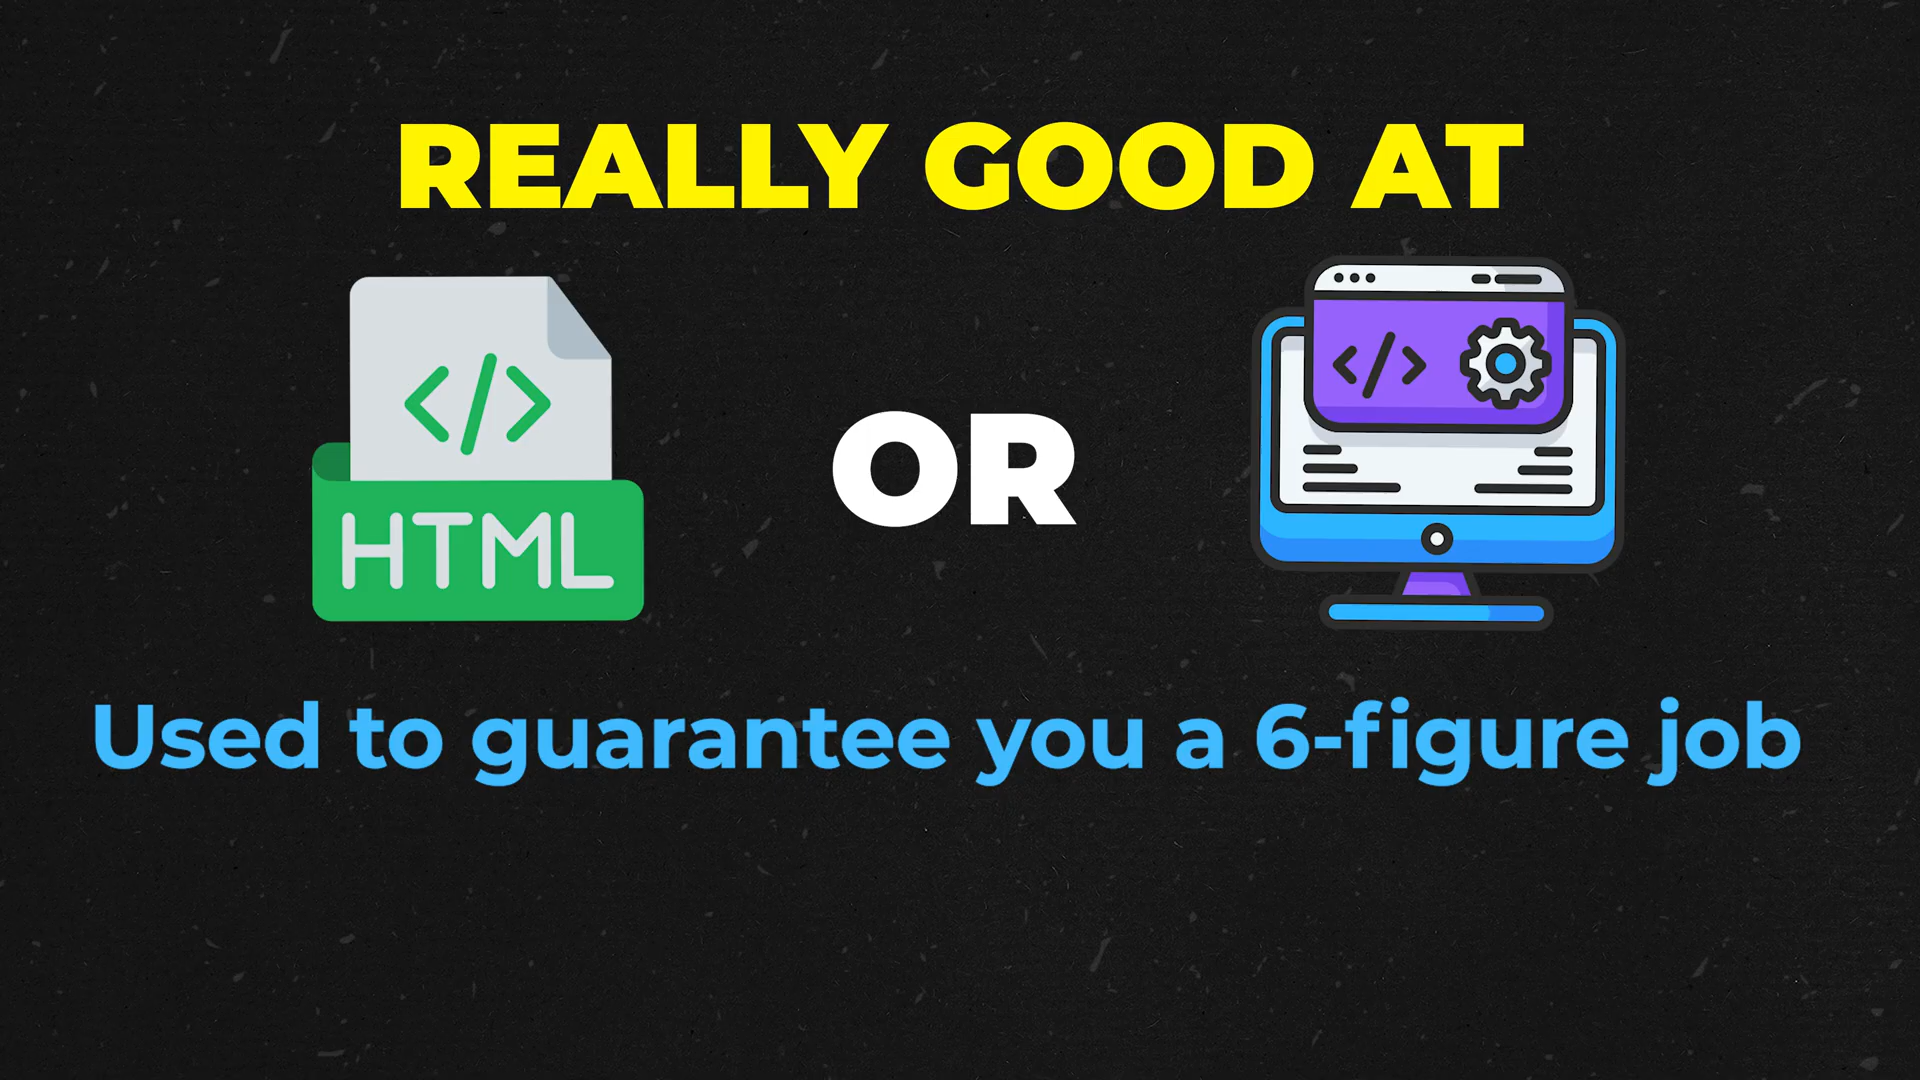 REALLY GOOD AT
</>
HTML
OR
</>
Used to guarantee you a 6-figure job